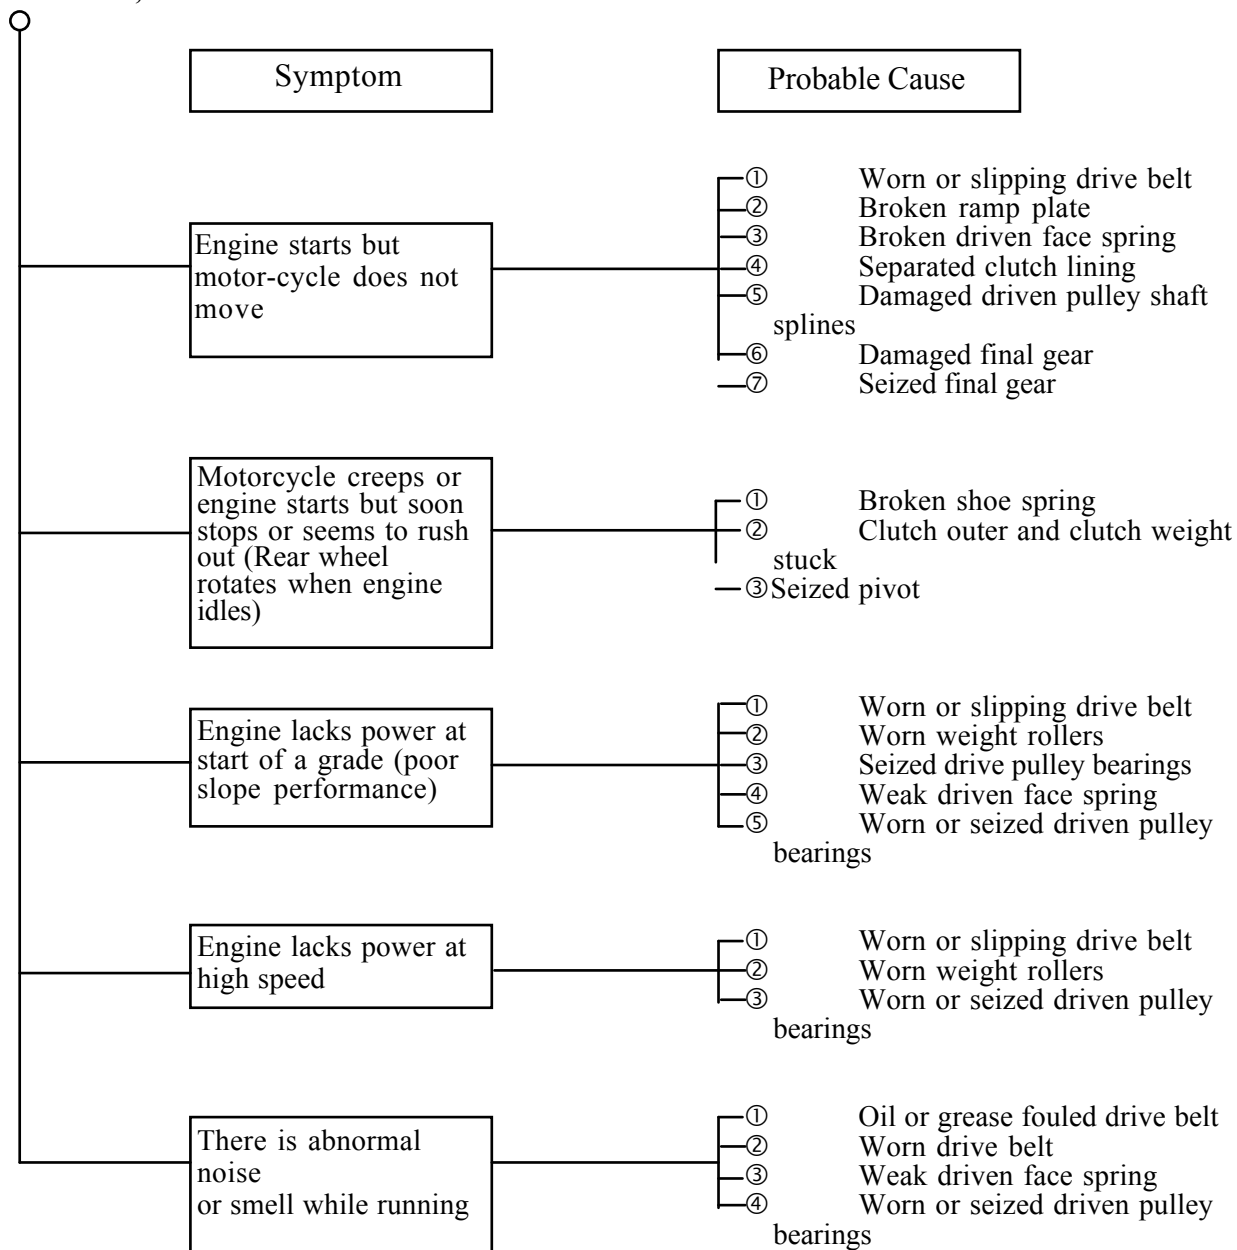 Symptom
Probable Cause
Engine starts but
motor-cycle does not
move
① Worn or slipping drive belt
② Broken ramp plate
③ Broken driven face spring
④ Separated clutch lining
⑤ Damaged driven pulley shaft
splines
⑥ Damaged final gear
⑦ Seized final gear
Motorcycle creeps or
engine starts but soon
stops or seems to rush
out (Rear wheel
rotates when engine
idles)
① Broken shoe spring
② Clutch outer and clutch weight
stuck
③Seized pivot
Engine lacks power at
start of a grade (poor
slope performance)
① Worn or slipping drive belt
② Worn weight rollers
③ Seized drive pulley bearings
④ Weak driven face spring
⑤ Worn or seized driven pulley
bearings
Engine lacks power at
high speed
① Worn or slipping drive belt
② Worn weight rollers
③ Worn or seized driven pulley
bearings
There is abnormal
noise
or smell while running
① Oil or grease fouled drive belt
② Worn drive belt
③ Weak driven face spring
④ Worn or seized driven pulley
bearings